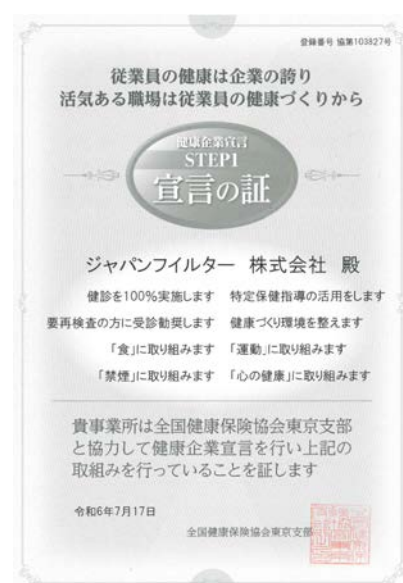 登録番号 協第103827号
従業員の健康は企業の誇り
活気ある職場は従業員の健康づくりから
健康企業宣言
STEP1
宣言の証
ジャパンフイルター 株式会社 殿
健診を100%実施します 特定保健指導の活用をします
要再検査の方に受診勧奨します 健康づくり環境を整えます
「食」に取り組みます 「運動」に取り組みます
「禁煙」に取り組みます 「心の健康」に取り組みます
貴事業所は全国健康保険協会東京支部
と協力して健康企業宣言を行い上記の
取組みを行っていることを証します
令和6年7月17日
全国健康保険協会東京支部